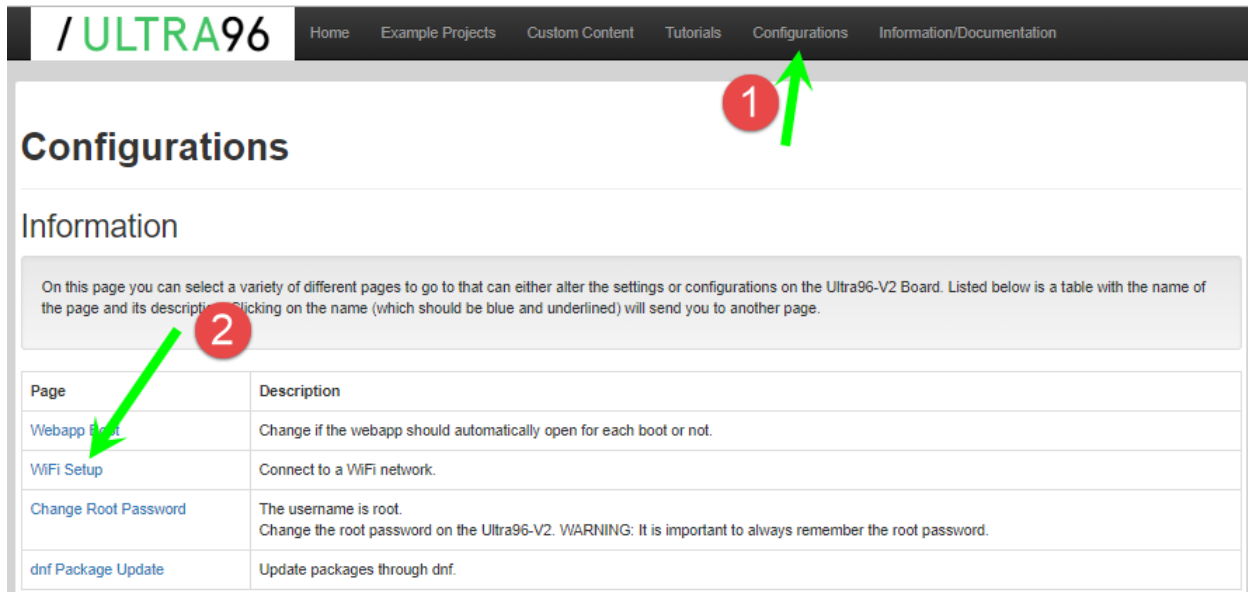 / ULTRA96
Home Example Projects Custom Content Tutorials Configurations Information/Documentation
1
Configurations
Information
On this page you can select a variety of different pages to go to that can either alter the settings or configurations on the Ultra96-V2 Board. Listed below is a table with the name of
the page and its description. Clicking on the name (which should be blue and underlined) will send you to another page.
2
Page Description
Webapp Boot Change if the webapp should automatically open for each boot or not.
WiFi Setup Connect to a WiFi network.
Change Root Password The username is root.
Change the root password on the Ultra96-V2. WARNING: It is important to always remember the root password.
dnf Package Update Update packages through dnf.